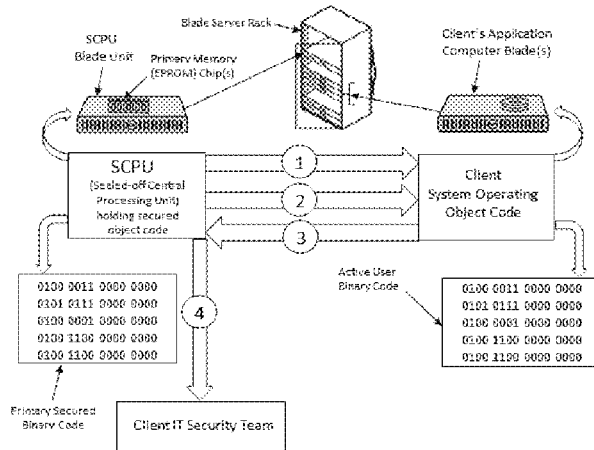 SCPU
Blade Unit
Primary Memory
(EPROM) Chip(s)
Blade Server Rack
Client's Application
Computer Blade(s)
SCPU
(Sealed-off Central
Processing Unit)
holding secured
object code
1
2
3
4
Client
System Operating
Object Code
0100 0011 0000 0000
0101 0111 0000 0000
0100 0001 0000 0000
0100 1100 0000 0000
0100 1100 0000 0000
Primary Secured
Binary Code
Active User
Binary Code
0100 0011 0000 0000
0101 0111 0000 0000
0100 0001 0000 0000
0100 1100 0000 0000
0100 1100 0000 0000
Client IT Security Team